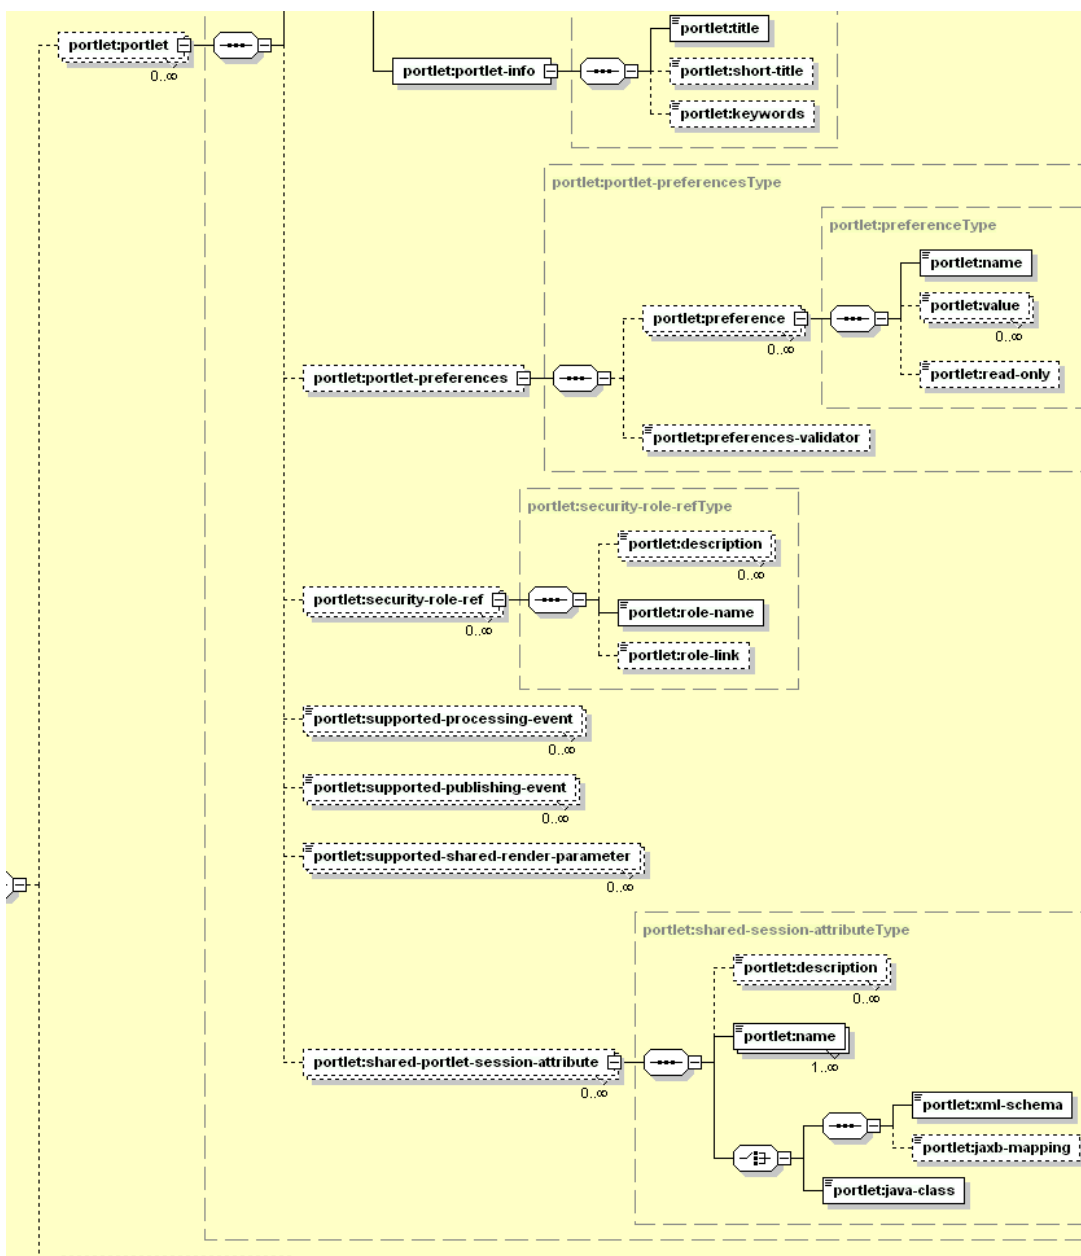 portlet:portlet
0..∞
portlet:portlet-info
portlet:title
portlet:short-title
portlet:keywords
portlet:portlet-preferencesType
portlet:preferenceType
portlet:name
portlet:value
0..∞
portlet:preference
0..∞
portlet:read-only
portlet:portlet-preferences
portlet:preferences-validator
portlet:security-role-refType
portlet:description
0..∞
portlet:security-role-ref
0..∞
portlet:role-name
portlet:role-link
portlet:supported-processing-event
0..∞
portlet:supported-publishing-event
0..∞
portlet:supported-shared-render-parameter
0..∞
portlet:shared-session-attributeType
portlet:description
0..∞
portlet:name
1..∞
portlet:shared-portlet-session-attribute
0..∞
portlet:xml-schema
portlet:jaxb-mapping
portlet:java-class